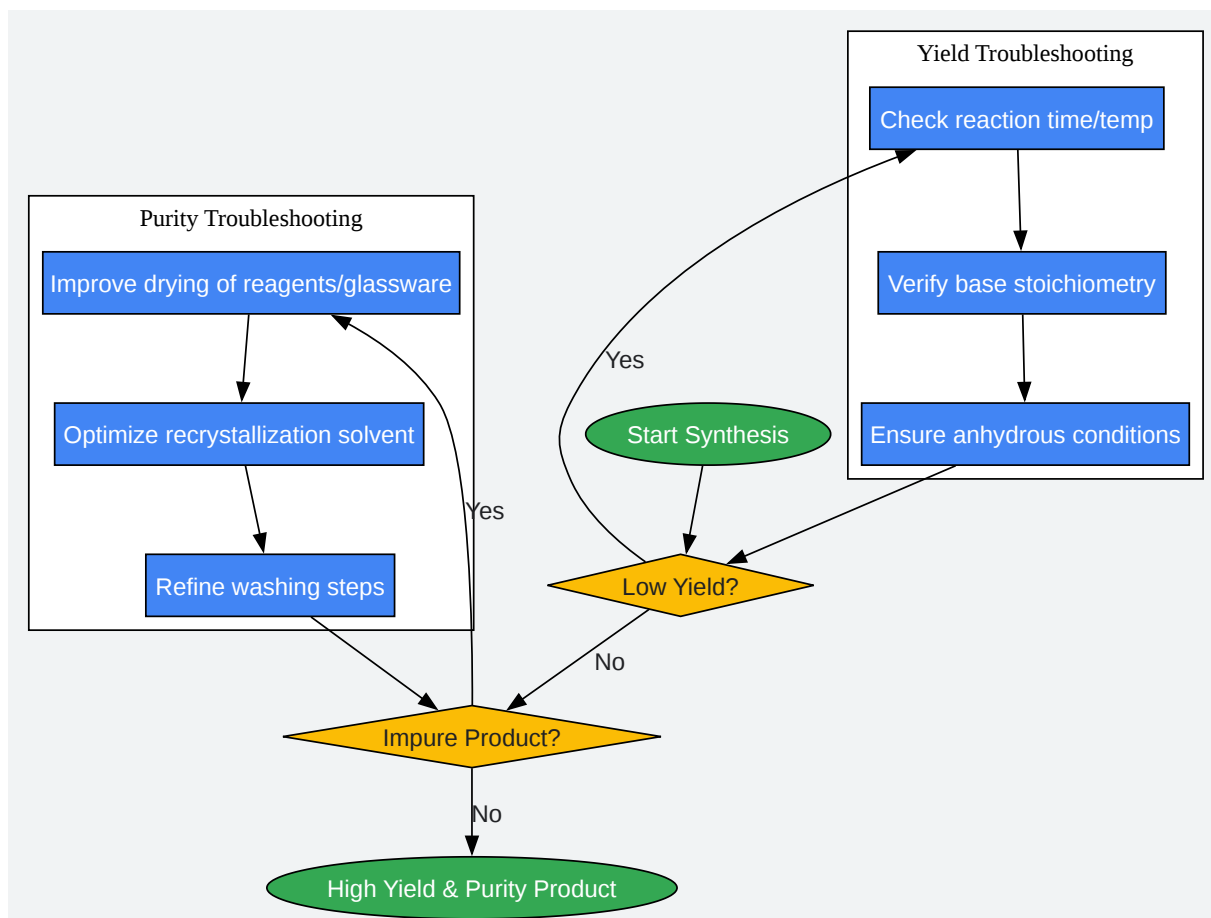 Yield Troubleshooting
Check reaction time/temp
Purity Troubleshooting
Improve drying of reagents/glassware
Verify base stoichiometry
Yes
Optimize recrystallization solvent
Start Synthesis
Ensure anhydrous conditions
Yes
Refine washing steps
Low Yield?
No
Impure Product?
No
High Yield & Purity Product